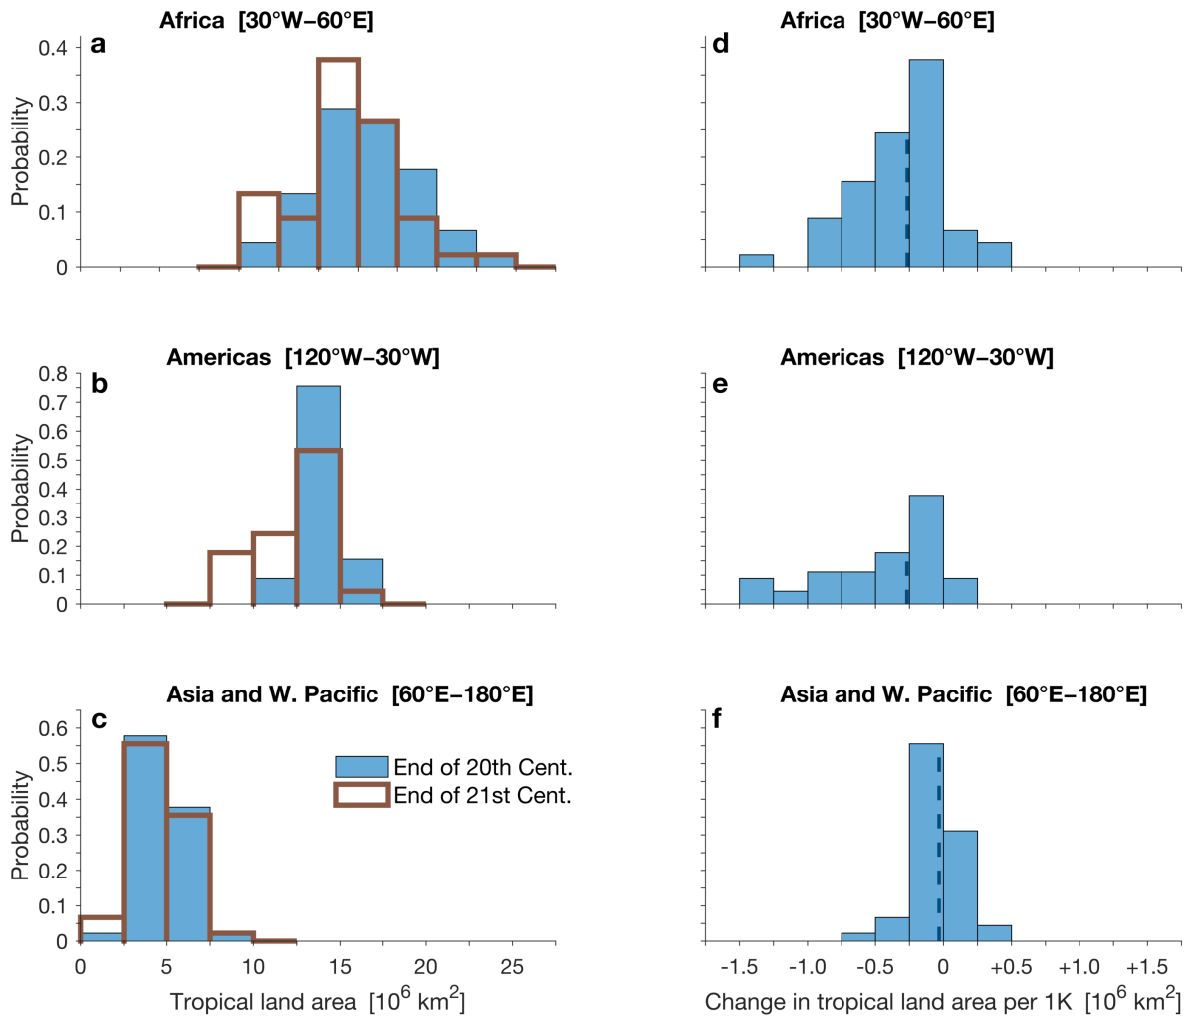 Africa [30°W–60°E]
a
0.4
0.3
0.2
0.1
0
Probability
Africa [30°W–60°E]
d
Americas [120°W–30°W]
b
0.8
0.7
0.6
0.5
0.4
0.3
0.2
0.1
0
Probability
Americas [120°W–30°W]
e
Asia and W. Pacific [60°E–180°E]
c
0.6
0.5
0.4
0.3
0.2
0.1
0
Probability
End of 20th Cent.
End of 21st Cent.
0 5 10 15 20 25
Tropical land area [10⁶ km²]
Asia and W. Pacific [60°E–180°E]
f
-1.5 -1.0 -0.5 0 +0.5 +1.0 +1.5
Change in tropical land area per 1K [10⁶ km²]